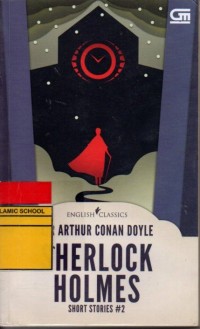 GM
ENGLISH CLASSICS
R ARTHUR CONAN DOYLE
LAMIC SCHOOL
HERLOCK
HOLMES
SHORT STORIES #2